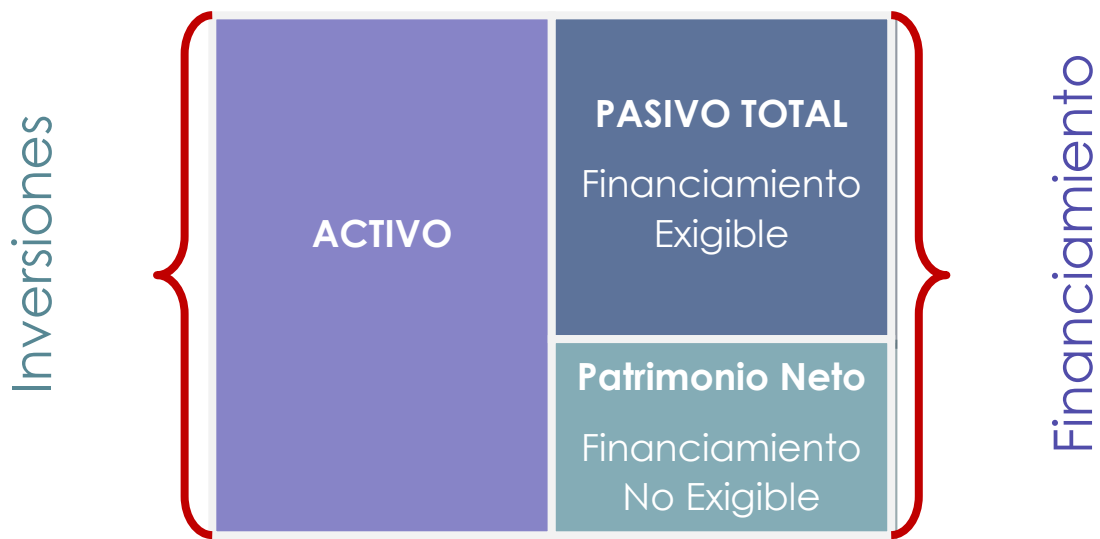 Inversiones
ACTIVO
PASIVO TOTAL
Financiamiento
Exigible
Patrimonio Neto
Financiamiento
No Exigible
Financiamiento